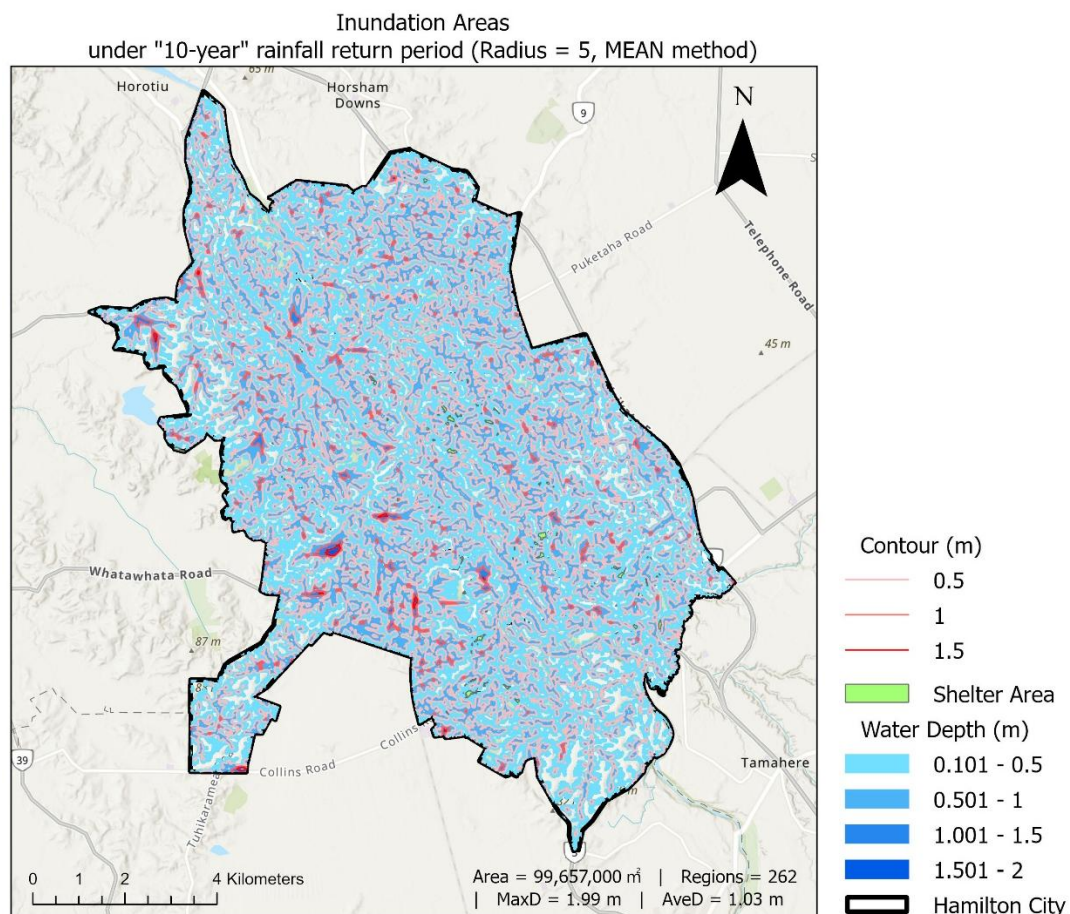 Inundation Areas
under "10-year" rainfall return period (Radius = 5, MEAN method)
65 m
Horotiu
Horsham
Downs
9
N
S
Puketaha Road
Telephone Road
45 m
Whatawhata Road
87 m
39
Collins
Collins Road
Tuhikaramea
Tamahere
3
0 1 2 4 Kilometers
Area = 99,657,000 ㎡ | Regions = 262
| MaxD = 1.99 m | AveD = 1.03 m
Contour (m)
0.5
1
1.5
Shelter Area
Water Depth (m)
0.101 - 0.5
0.501 - 1
1.001 - 1.5
1.501 - 2
Hamilton City